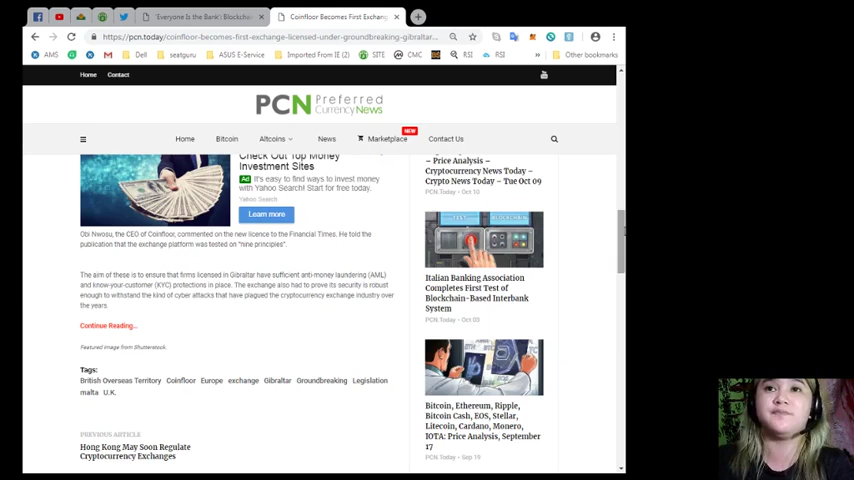 'Everyone Is the Bank': Blockchai
Coinfloor Becomes First Exchang
https://pcn.today/coinfloor-becomes-first-exchange-licensed-under-groundbreaking-gibraltar...
AMS
Dell
seatguru
ASUS E-Service
Imported From IE (2)
SITE
CMC
RSI
RSI
Other bookmarks
Home
Contact
PCN Preferred
Currency News
Home
Bitcoin
Altcoins
News
Marketplace
NEW
Contact Us
Check Out Top Money
Investment Sites
Ad It's easy to find ways to invest money
with Yahoo Search! Start for free today.
Yahoo Search
Learn more
Obi Nwosu, the CEO of Coinfloor, commented on the new licence to the Financial Times. He told the
publication that the exchange platform was tested on "nine principles".
The aim of these is to ensure that firms licensed in Gibraltar have sufficient anti-money laundering (AML)
and know-your-customer (KYC) protections in place. The exchange also had to prove its security is robust
enough to withstand the kind of cyber attacks that have plagued the cryptocurrency exchange industry over
the years.
Continue Reading...
Featured image from Shutterstock.
Tags:
British Overseas Territory Coinfloor Europe exchange Gibraltar Groundbreaking Legislation
malta U.K.
PREVIOUS ARTICLE
Hong Kong May Soon Regulate
Cryptocurrency Exchanges
– Price Analysis –
Cryptocurrency News Today –
Crypto News Today – Tue Oct 09
PCN.Today • Oct 10
TEST
BLOCKCHAIN
Italian Banking Association
Completes First Test of
Blockchain-Based Interbank
System
PCN.Today • Oct 03
Bitcoin, Ethereum, Ripple,
Bitcoin Cash, EOS, Stellar,
Litecoin, Cardano, Monero,
IOTA: Price Analysis, September
17
PCN.Today • Sep 19